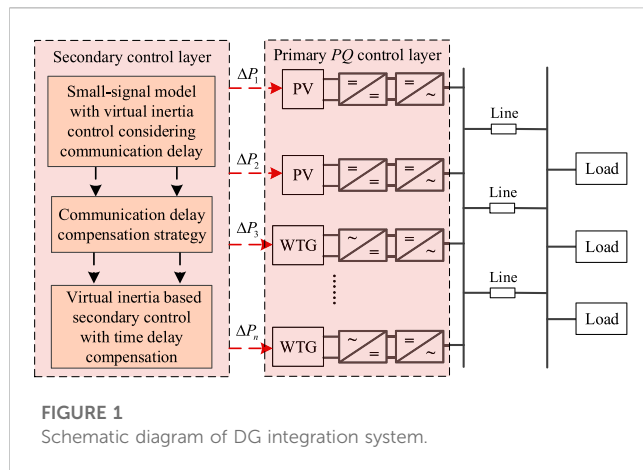 Secondary control layer
Small-signal model
with virtual inertia
control considering
communication delay
Communication delay
compensation strategy
Virtual inertia based
secondary control
with time delay
compensation
ΔP1
ΔP2
ΔP3
ΔPn
Primary PQ control layer
PV
= =
= ~
PV
= =
= ~
WTG
~ =
= ~
......
WTG
~ =
= ~
Line
Line
Line
Load
Load
Load
FIGURE 1
Schematic diagram of DG integration system.